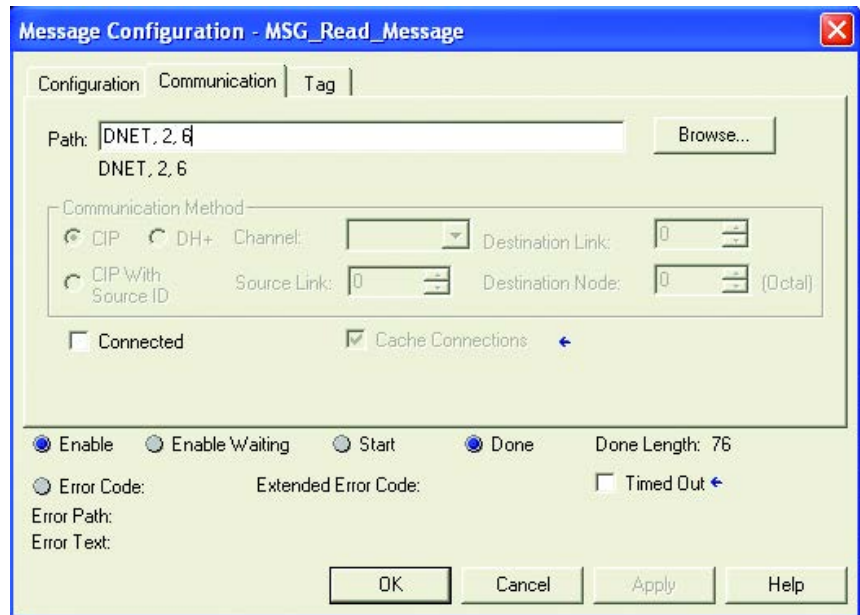 Message Configuration - MSG_Read_Message
Configuration Communication Tag
Path: DNET, 2, 6 Browse...
DNET, 2, 6
Communication Method
CIP DH+ Channel: Destination Link: 0
CIP With Source ID Source Link: 0 Destination Node: 0 (Octal)
Connected Cache Connections
Enable Enable Waiting Start Done Done Length: 76
Error Code: Extended Error Code: Timed Out
Error Path:
Error Text:
OK Cancel Apply Help